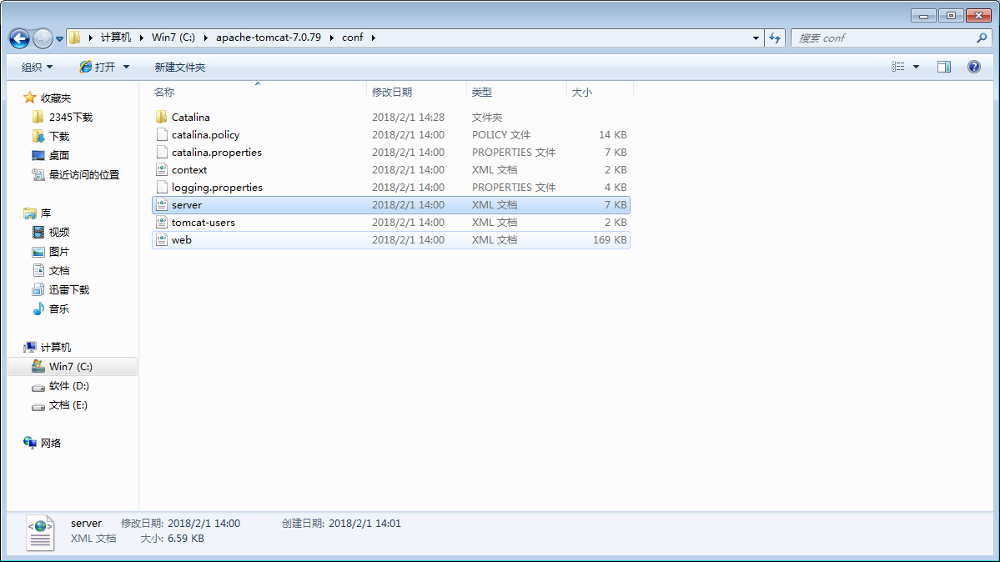 计算机 Win7 (C:) apache-tomcat-7.0.79 conf 搜索 conf
组织 打开 新建文件夹
收藏夹
2345下载
下载
桌面
最近访问的位置
库
视频
图片
文档
迅雷下载
音乐
计算机
Win7 (C:)
软件 (D:)
文档 (E:)
网络
名称 修改日期 类型 大小
Catalina 2018/2/1 14:28 文件夹
catalina.policy 2018/2/1 14:00 POLICY 文件 14 KB
catalina.properties 2018/2/1 14:00 PROPERTIES 文件 7 KB
context 2018/2/1 14:00 XML 文档 2 KB
logging.properties 2018/2/1 14:00 PROPERTIES 文件 4 KB
server 2018/2/1 14:00 XML 文档 7 KB
tomcat-users 2018/2/1 14:00 XML 文档 2 KB
web 2018/2/1 14:00 XML 文档 169 KB
server 修改日期: 2018/2/1 14:00 创建日期: 2018/2/1 14:01
XML 文档 大小: 6.59 KB